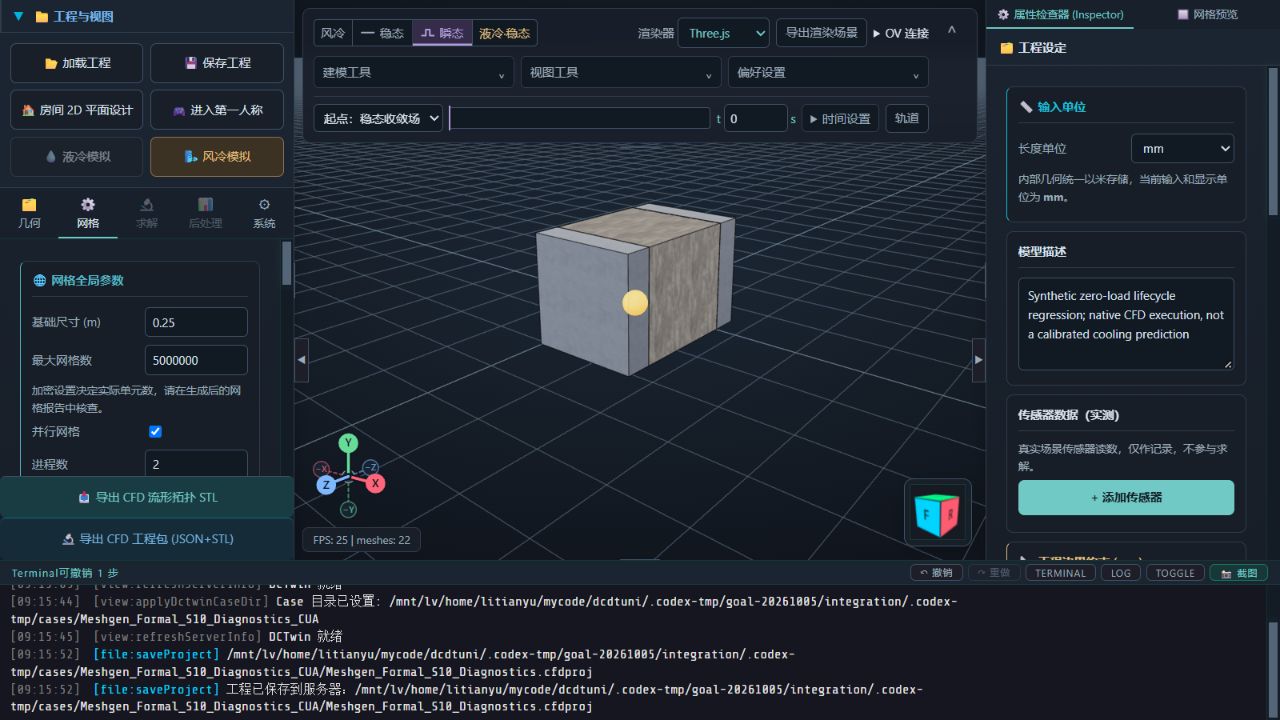 ▼ 📁 工程与视图
📂 加载工程
💾 保存工程
🏠 房间 2D 平面设计
🎮 进入第一人称
💧 液冷模拟
🌬 风冷模拟
几何
网格
求解
后处理
系统
🌐 网格全局参数
基础尺寸 (m)
0.25
最大网格数
5000000
加密设置决定实际单元数，请在生成后的网
格报告中核查。
并行网格
进程数
2
导出 CFD 流形拓扑 STL
导出 CFD 工程包 (JSON+STL)
风冷
稳态
瞬态
液冷·稳态
渲染器
Three.js
导出渲染场景
▶ OV 连接
^
建模工具
视图工具
偏好设置
起点：稳态收敛场
t
0
s
▶ 时间设置
轨道
◀
▶
Y
-X
-Z
Z
X
-Y
F
R
FPS: 25 | meshes: 22
属性检查器 (Inspector)
网格预览
工程设定
输入单位
长度单位
mm
内部几何统一以米存储，当前输入和显示单
位为 mm。
模型描述
Synthetic zero-load lifecycle
regression; native CFD execution, not
a calibrated cooling prediction
传感器数据（实测）
真实场景传感器读数，仅作记录，不参与求
解。
+ 添加传感器
Terminal可撤销 1 步
↶ 撤销
↷ 重做
TERMINAL
LOG
TOGGLE
📷 截图
[view:refreshServerInfo] DCTwin 就绪
[09:15:44] [view:applyDctwinCaseDir] Case 目录已设置: /mnt/lv/home/litianyu/mycode/dcdtuni/.codex-tmp/goal-20261005/integration/.codex-
tmp/cases/Meshgen_Formal_S10_Diagnostics_CUA
[09:15:45] [view:refreshServerInfo] DCTwin 就绪
[09:15:52] [file:saveProject] /mnt/lv/home/litianyu/mycode/dcdtuni/.codex-tmp/goal-20261005/integration/.codex-
tmp/cases/Meshgen_Formal_S10_Diagnostics_CUA/Meshgen_Formal_S10_Diagnostics.cfdproj
[09:15:52] [file:saveProject] 工程已保存到服务器: /mnt/lv/home/litianyu/mycode/dcdtuni/.codex-tmp/goal-20261005/integration/.codex-
tmp/cases/Meshgen_Formal_S10_Diagnostics_CUA/Meshgen_Formal_S10_Diagnostics.cfdproj